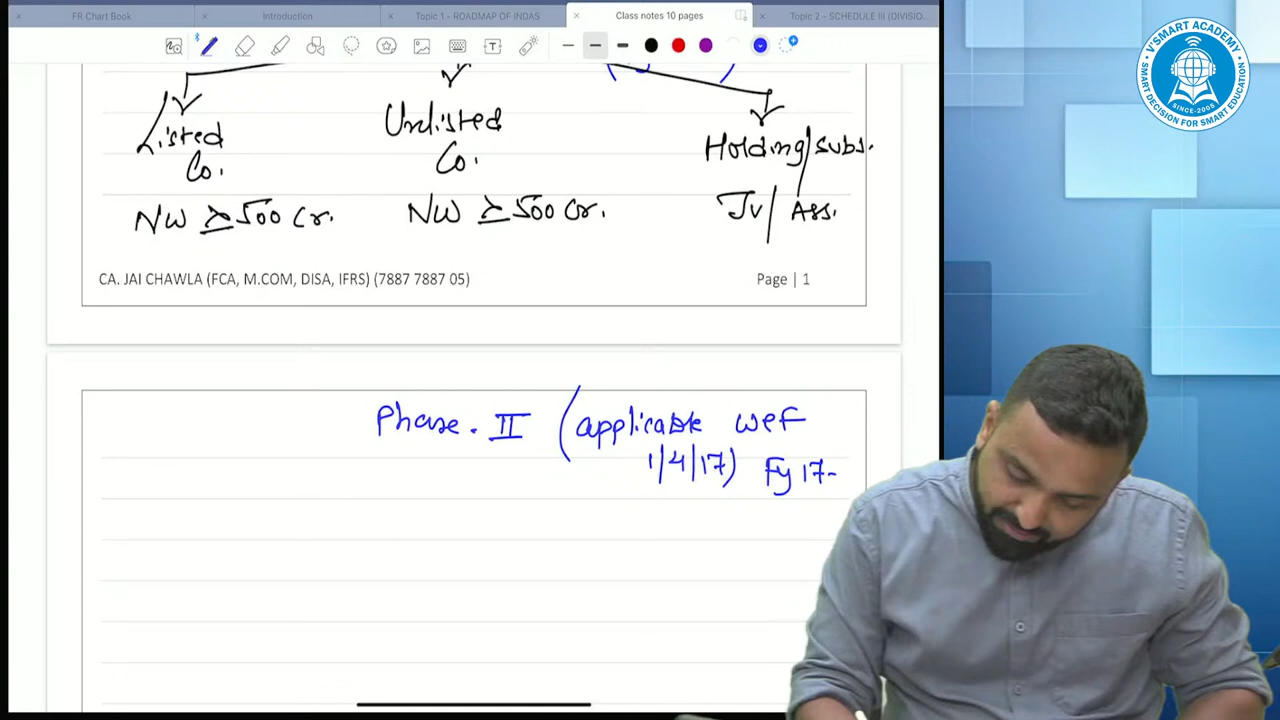 FR Chart Book
Introduction
Topic 1 - ROADMAP OF INDAS
Class notes 10 pages
Topic 2 – SCHEDULE III (DIVISIO.
V'SMART ACADEMY
SMART DECISION FOR SMART EDUCATION
SINCE-2005
Listed Co.
Unlisted Co.
Holding/Subs.
NW ≥500 Cr.
NW ≥500 Cr.
JV/ Ass.
CA. JAI CHAWLA (FCA, M.COM, DISA, IFRS) (7887 7887 05)
Page | 1
Phase. II (applicable wef
1/4/17) Fy 17-